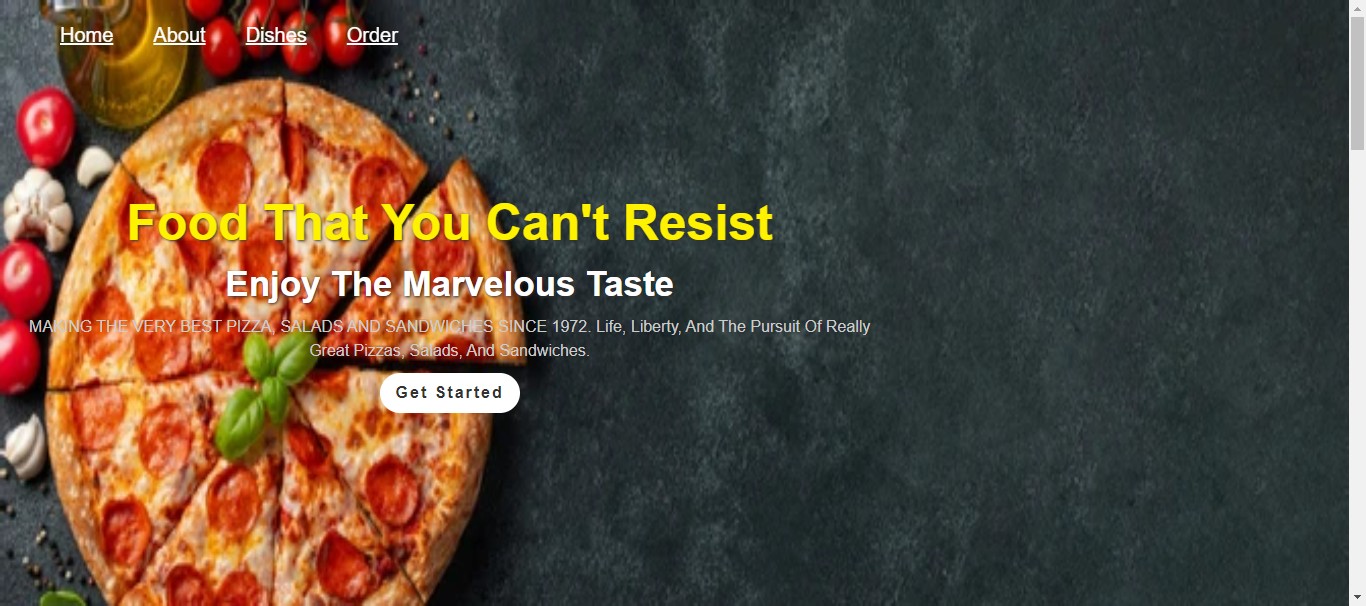 Home About Dishes Order
Food That You Can't Resist
Enjoy The Marvelous Taste
MAKING THE VERY BEST PIZZA, SALADS AND SANDWICHES SINCE 1972. Life, Liberty, And The Pursuit Of Really
Great Pizzas, Salads, And Sandwiches.
Get Started